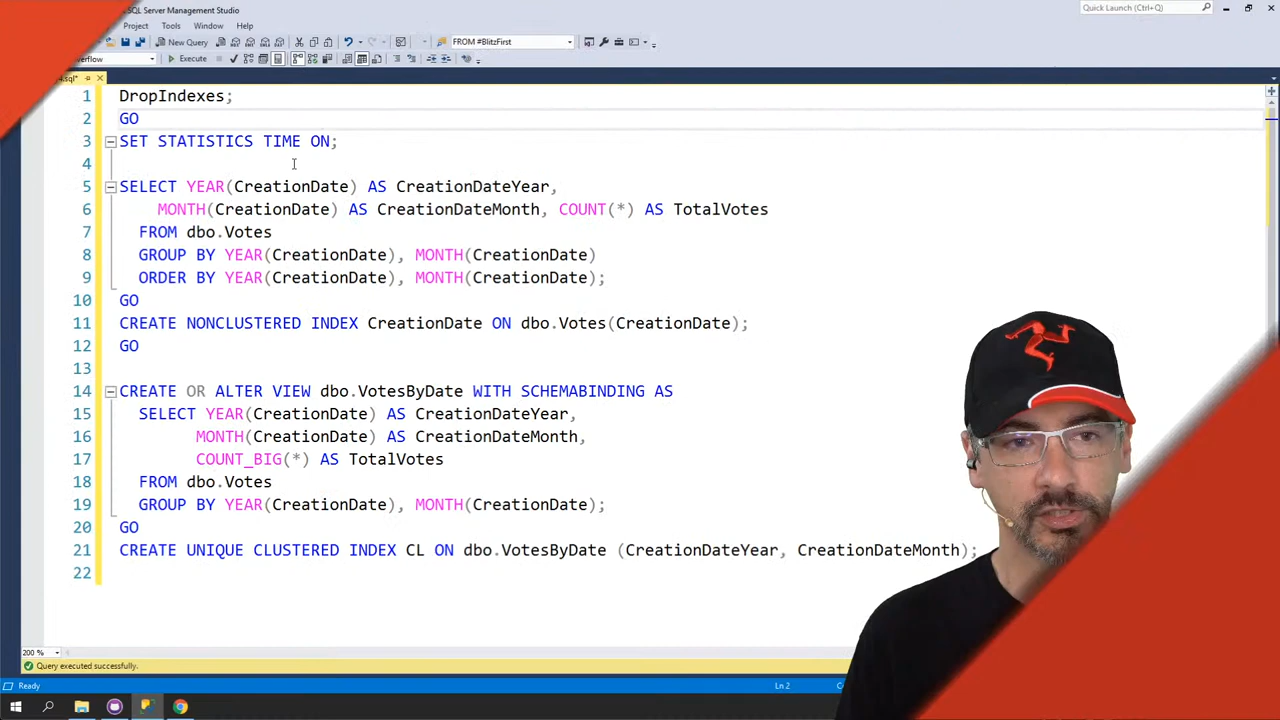 SQL Server Management Studio
Quick Launch (Ctrl+Q)
Project Tools Window Help
New Query
FROM #BlitzFirst
erflow
Execute
4.sql*
1 DropIndexes;
2 GO
3 SET STATISTICS TIME ON;
4
5 SELECT YEAR(CreationDate) AS CreationDateYear,
6 MONTH(CreationDate) AS CreationDateMonth, COUNT(*) AS TotalVotes
7 FROM dbo.Votes
8 GROUP BY YEAR(CreationDate), MONTH(CreationDate)
9 ORDER BY YEAR(CreationDate), MONTH(CreationDate);
10 GO
11 CREATE NONCLUSTERED INDEX CreationDate ON dbo.Votes(CreationDate);
12 GO
13
14 CREATE OR ALTER VIEW dbo.VotesByDate WITH SCHEMABINDING AS
15 SELECT YEAR(CreationDate) AS CreationDateYear,
16 MONTH(CreationDate) AS CreationDateMonth,
17 COUNT_BIG(*) AS TotalVotes
18 FROM dbo.Votes
19 GROUP BY YEAR(CreationDate), MONTH(CreationDate);
20 GO
21 CREATE UNIQUE CLUSTERED INDEX CL ON dbo.VotesByDate (CreationDateYear, CreationDateMonth);
22
200 %
Query executed successfully.
Ready
Ln 2